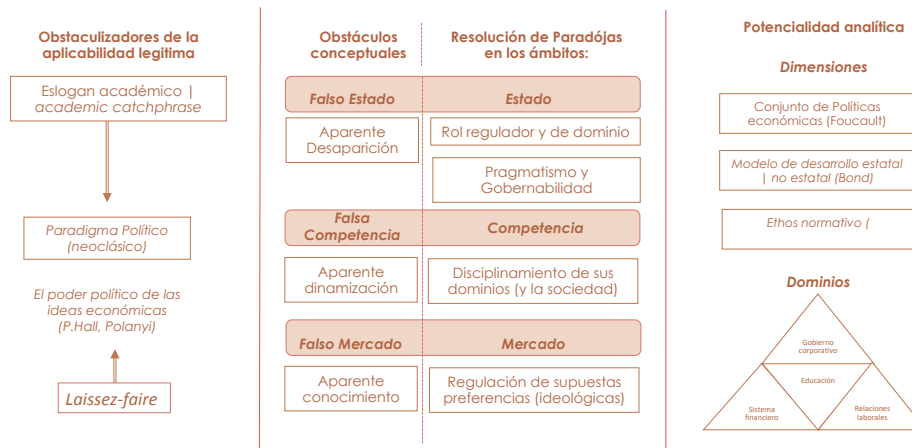 Obstaculizadores de la
aplicabilidad legitima
Eslogan académico |
academic catchphrase
Paradigma Político
(neoclásico)
El poder político de las
ideas económicas
(P.Hall, Polanyi)
Laissez-faire
Obstáculos
conceptuales
Resolución de Paradójas
en los ámbitos:
Falso Estado
Estado
Aparente
Desaparición
Rol regulador y de dominio
Pragmatismo y
Gobernabilidad
Falsa
Competencia
Competencia
Aparente
dinamización
Disciplinamiento de sus
dominios (y la sociedad)
Falso Mercado
Mercado
Aparente
conocimiento
Regulación de supuestas
preferencias (ideológicas)
Potencialidad analítica
Dimensiones
Conjunto de Políticas
económicas (Foucault)
Modelo de desarrollo estatal
| no estatal (Bond)
Ethos normativo (
Dominios
Gobierno
corporativo
Educación
Sistema
financiero
Relaciones
laborales